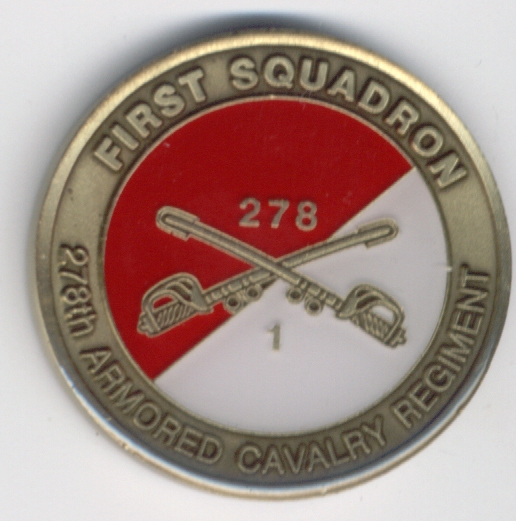 FIRST SQUADRON
278
1
278th ARMORED CAVALRY REGIMENT